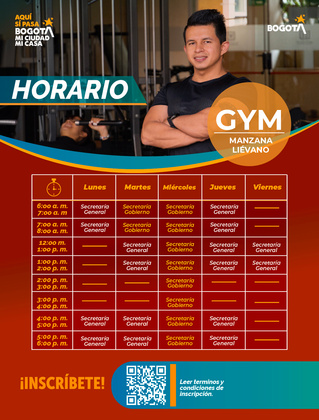 AQUÍ
SÍ PASA
BOGOTÁ
MI CIUDAD
MI CASA
BOGOTÁ
HORARIO
GYM
MANZANA
LIÉVANO
Lunes Martes Miércoles Jueves Viernes
6:00 a. m. 7:00 a. m Secretaría General Secretaría Gobierno Secretaría Gobierno Secretaría General
7:00 a. m. 8:00 a. m. Secretaría General Secretaría Gobierno Secretaría Gobierno Secretaría General
12:00 m. 1:00 p. m. Secretaría General Secretaría Gobierno Secretaría General Secretaría General
1:00 p. m. 2:00 p. m. Secretaría General Secretaría General Secretaría Gobierno Secretaría General Secretaría General
2:00 p. m. 3:00 p. m. Secretaría Gobierno
3:00 p. m. 4:00 p. m. Secretaría Gobierno
4:00 p. m. 5:00 p. m. Secretaría General Secretaría General Secretaría Gobierno Secretaría General
5:00 p. m. 6:00 p. m. Secretaría General Secretaría General Secretaría Gobierno Secretaría General
¡INSCRÍBETE!
Leer terminos y
condiciones de
inscripción.